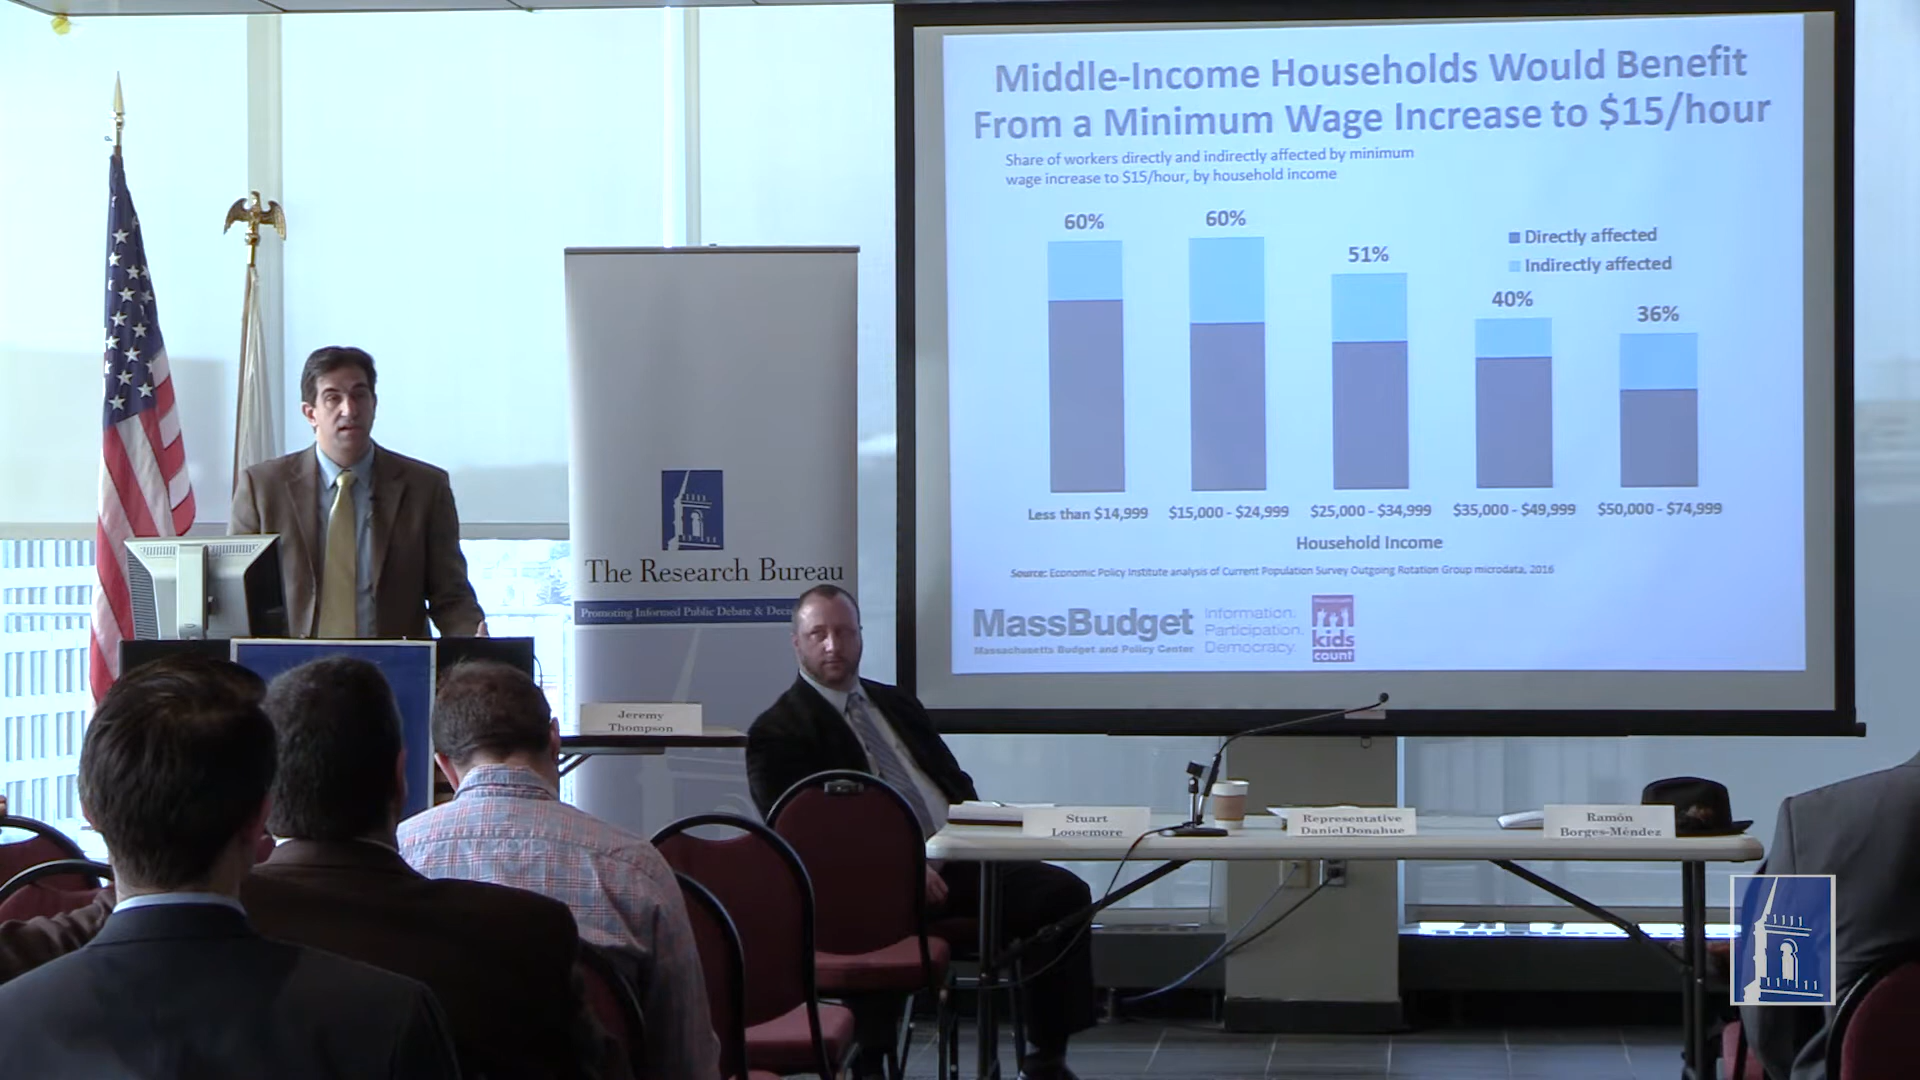 Middle-Income Households Would Benefit
From a Minimum Wage Increase to $15/hour
Share of workers directly and indirectly affected by minimum
wage increase to $15/hour, by household income
60%
60%
51%
40%
36%
Directly affected
Indirectly affected
Less than $14,999
$15,000 - $24,999
$25,000 - $34,999
$35,000 - $49,999
$50,000 - $74,999
Household Income
Source: Economic Policy Institute analysis of Current Population Survey Outgoing Rotation Group microdata, 2016
MassBudget
Massachusetts Budget and Policy Center
Information.
Participation.
Democracy.
kids
count
The Research Bureau
Promoting Informed Public Debate &
Jeremy
Thompson
Stuart
Loosemore
Representative
Daniel Donahue
Ramón
Borges-Méndez